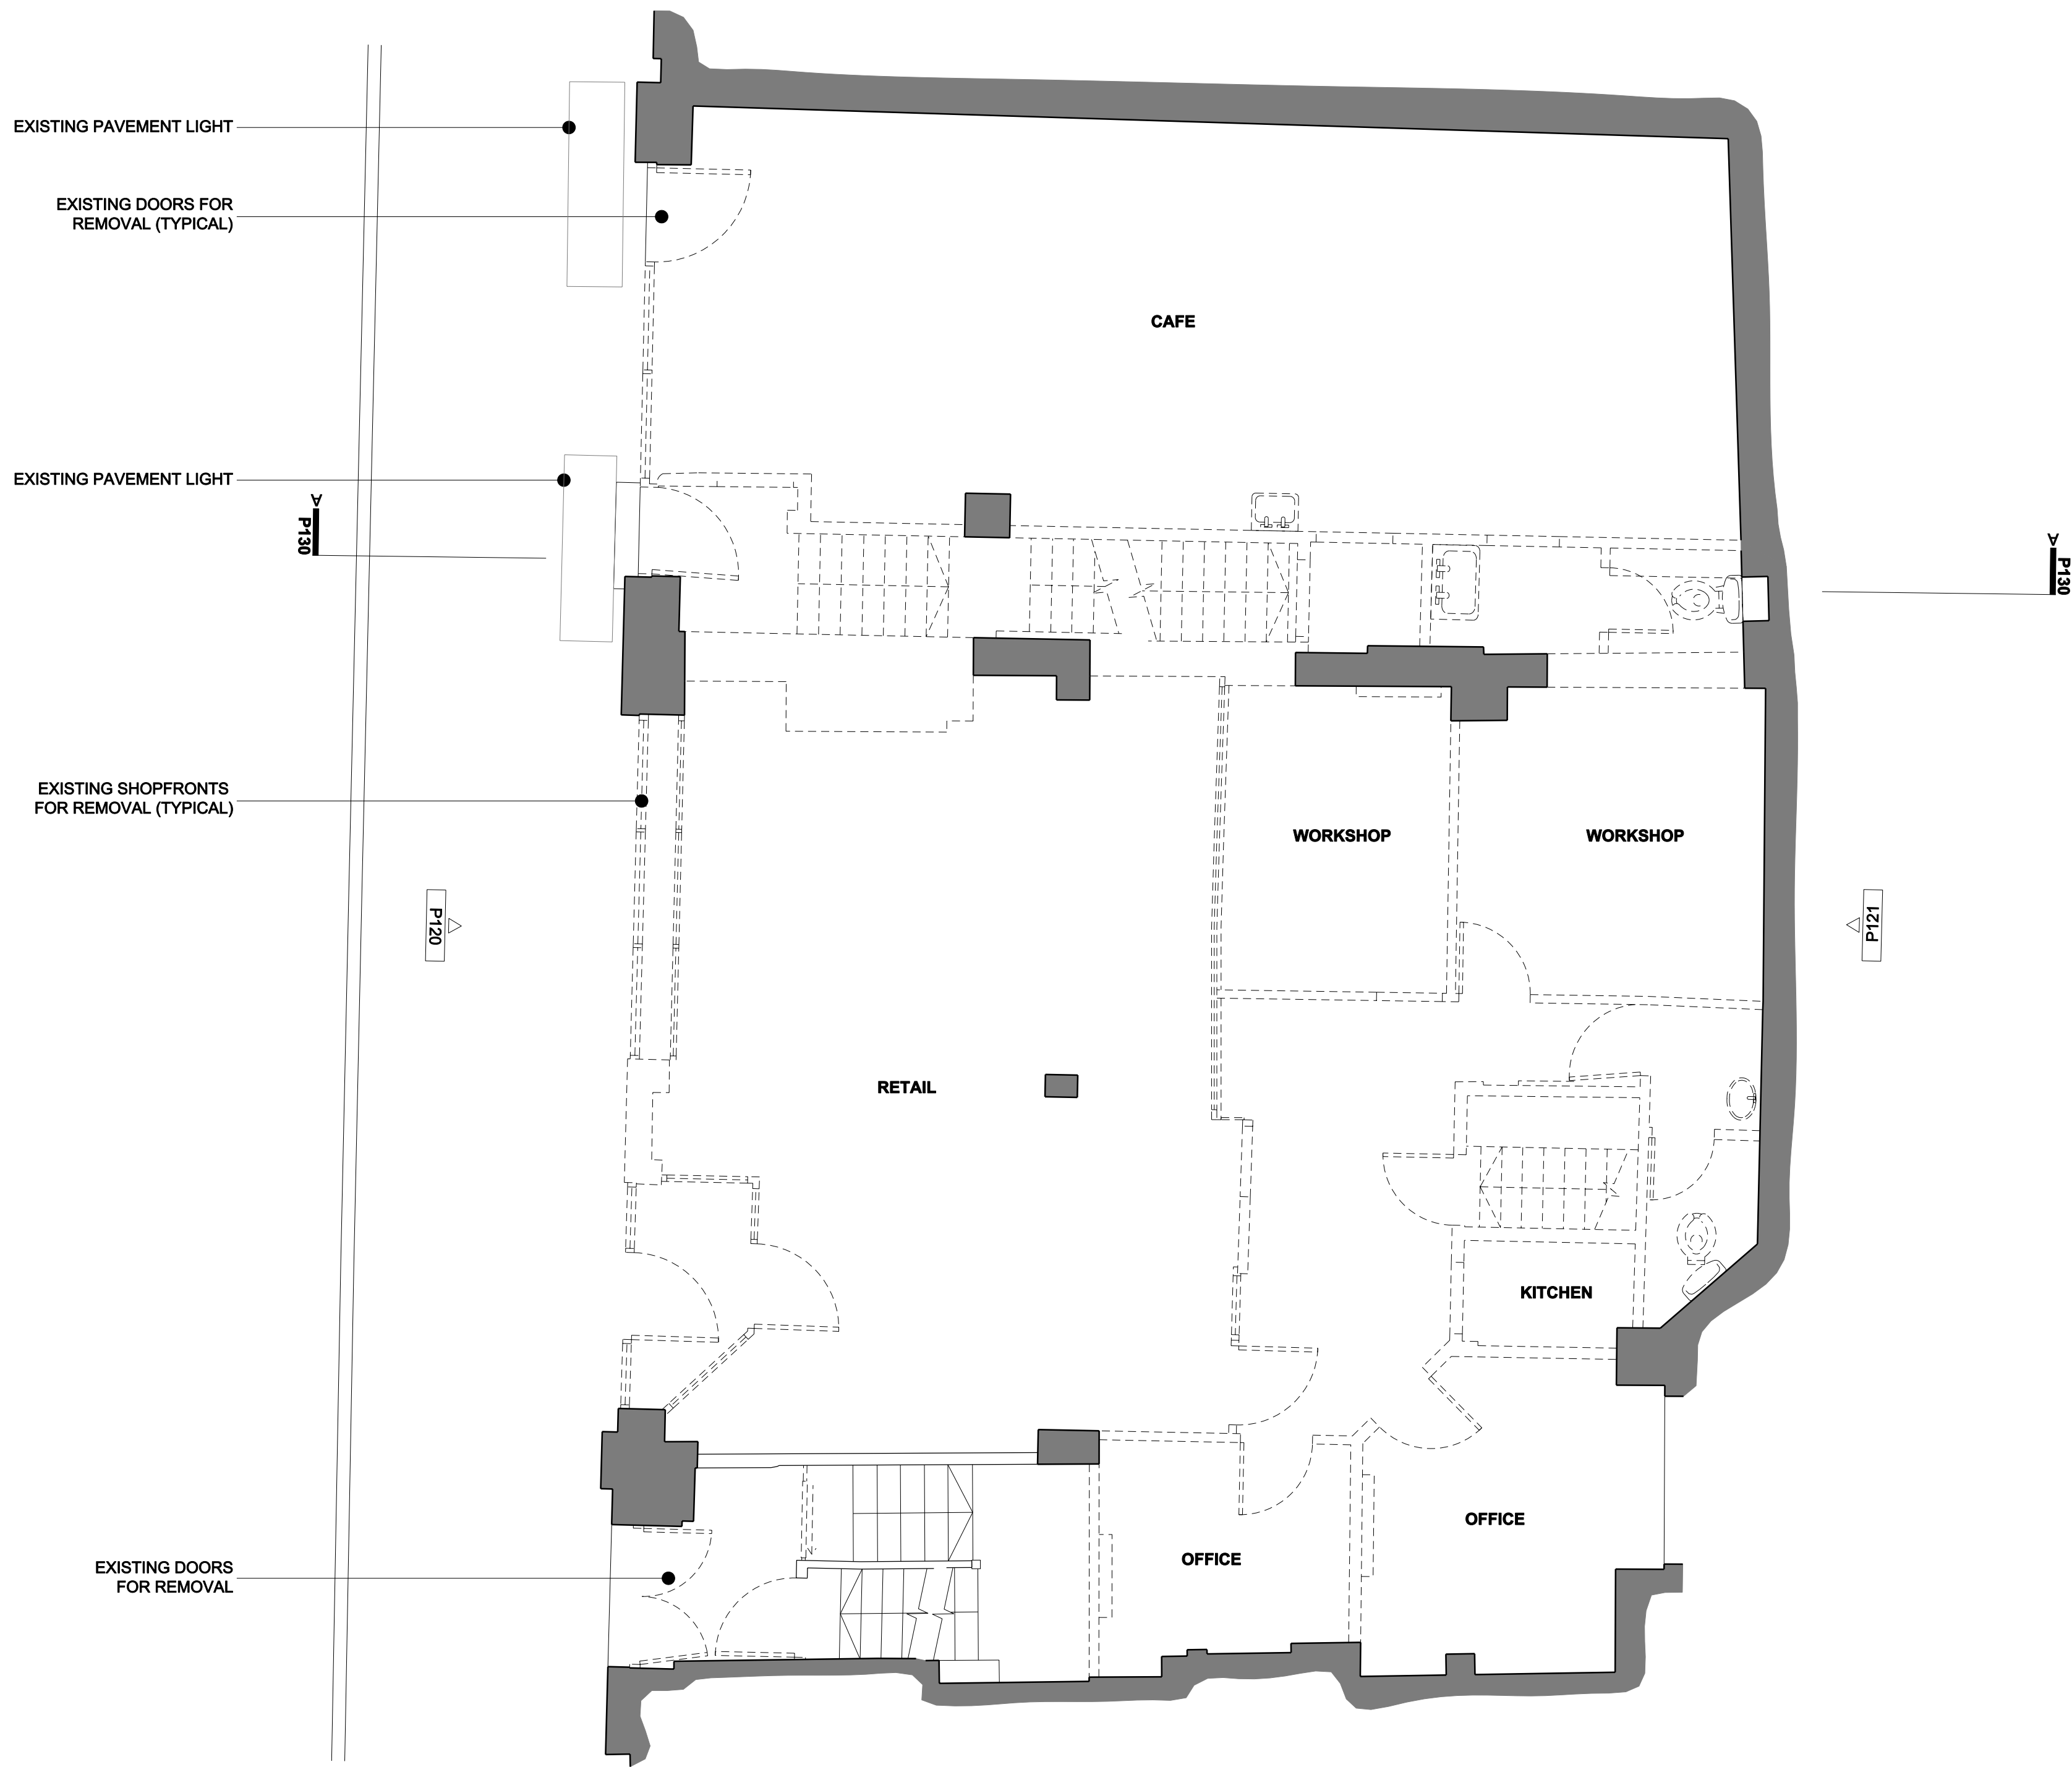 EXISTING PAVEMENT LIGHT
EXISTING DOORS FOR
REMOVAL (TYPICAL)
CAFE
EXISTING PAVEMENT LIGHT
A
P130
A
P130
EXISTING SHOPFRONTS
FOR REMOVAL (TYPICAL)
WORKSHOP
WORKSHOP
P120
P121
RETAIL
KITCHEN
OFFICE
OFFICE
EXISTING DOORS
FOR REMOVAL